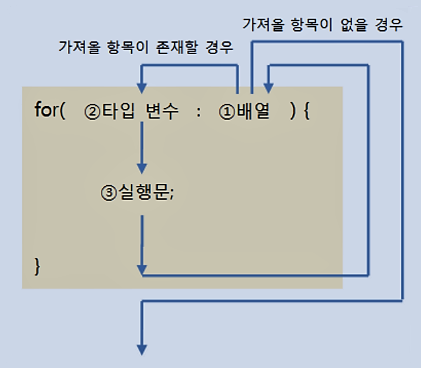 가져올 항목이 없을 경우
가져올 항목이 존재할 경우
for( ②타입 변수 : ①배열 ) {
③실행문;
}